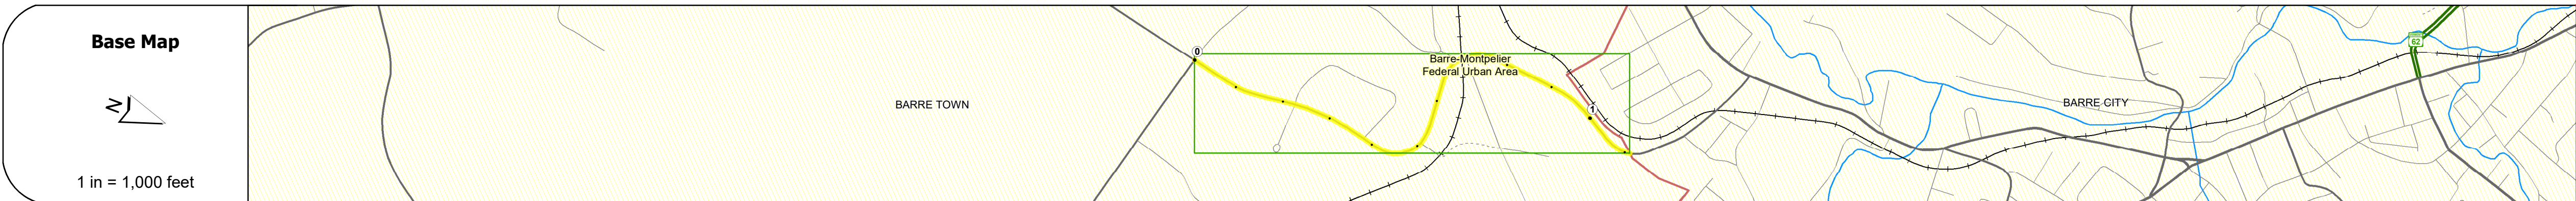 Base Map
N
1 in = 1,000 feet
BARRE TOWN
0
Barre-Montpelier
Federal Urban Area
1
BARRE CITY
62